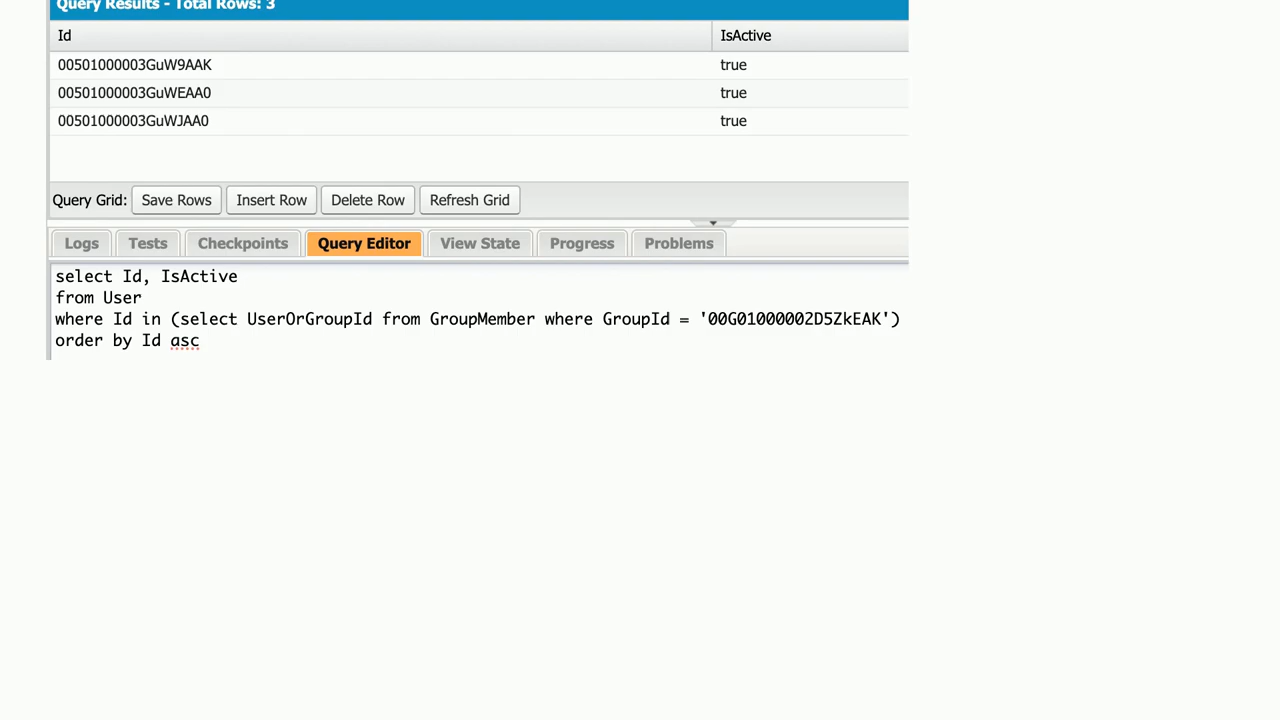 Query Results - Total Rows: 3
Id IsActive
00501000003GuW9AAK true
00501000003GuWEAA0 true
00501000003GuWJAA0 true
Query Grid: Save Rows Insert Row Delete Row Refresh Grid
Logs Tests Checkpoints Query Editor View State Progress Problems
select Id, IsActive
from User
where Id in (select UserOrGroupId from GroupMember where GroupId = '00G01000002D5ZkEAK')
order by Id asc